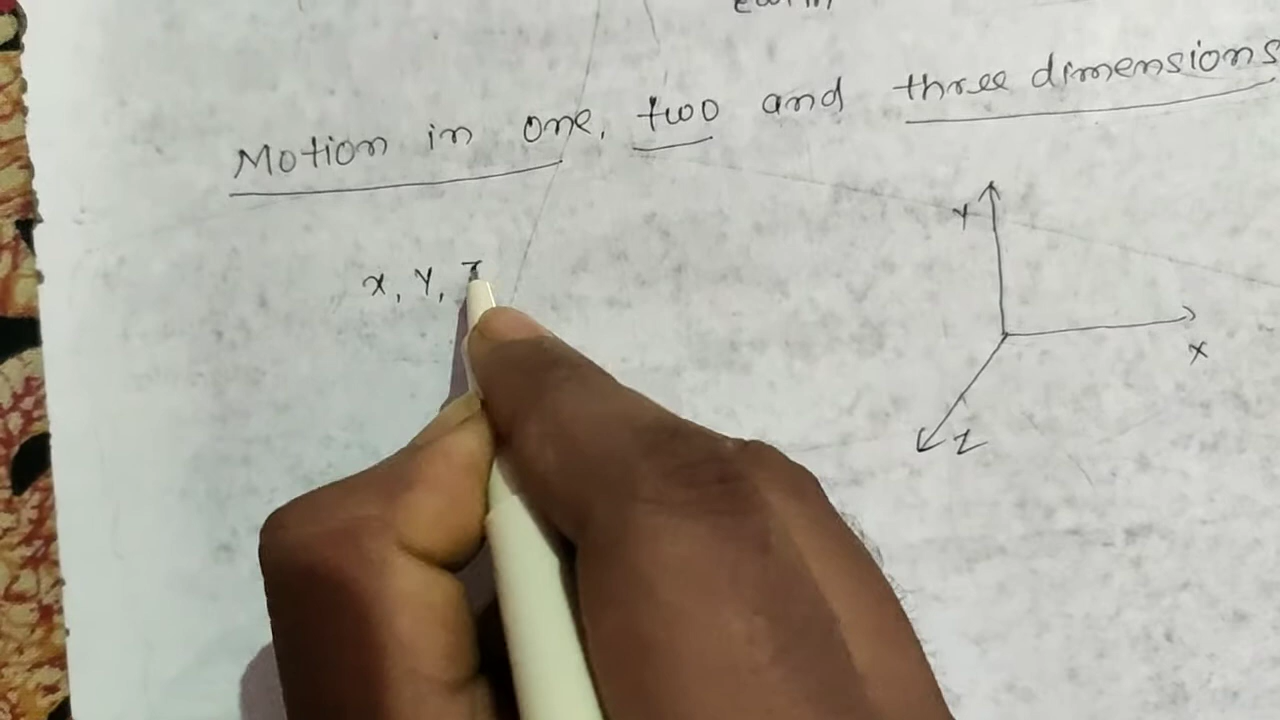 Motion in one, two and three dimensions
x, y, z
Y
X
Z